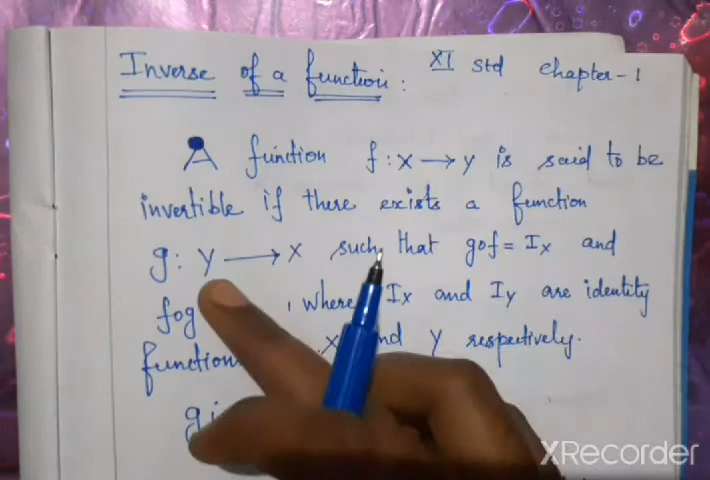 Inverse of a function: XI Std chapter-1
A function f: X → Y is said to be
invertible if there exists a function
g: Y → X such that gof = Ix and
fog , where Ix and Iy are identity
function X and Y respectively.
XRecorder